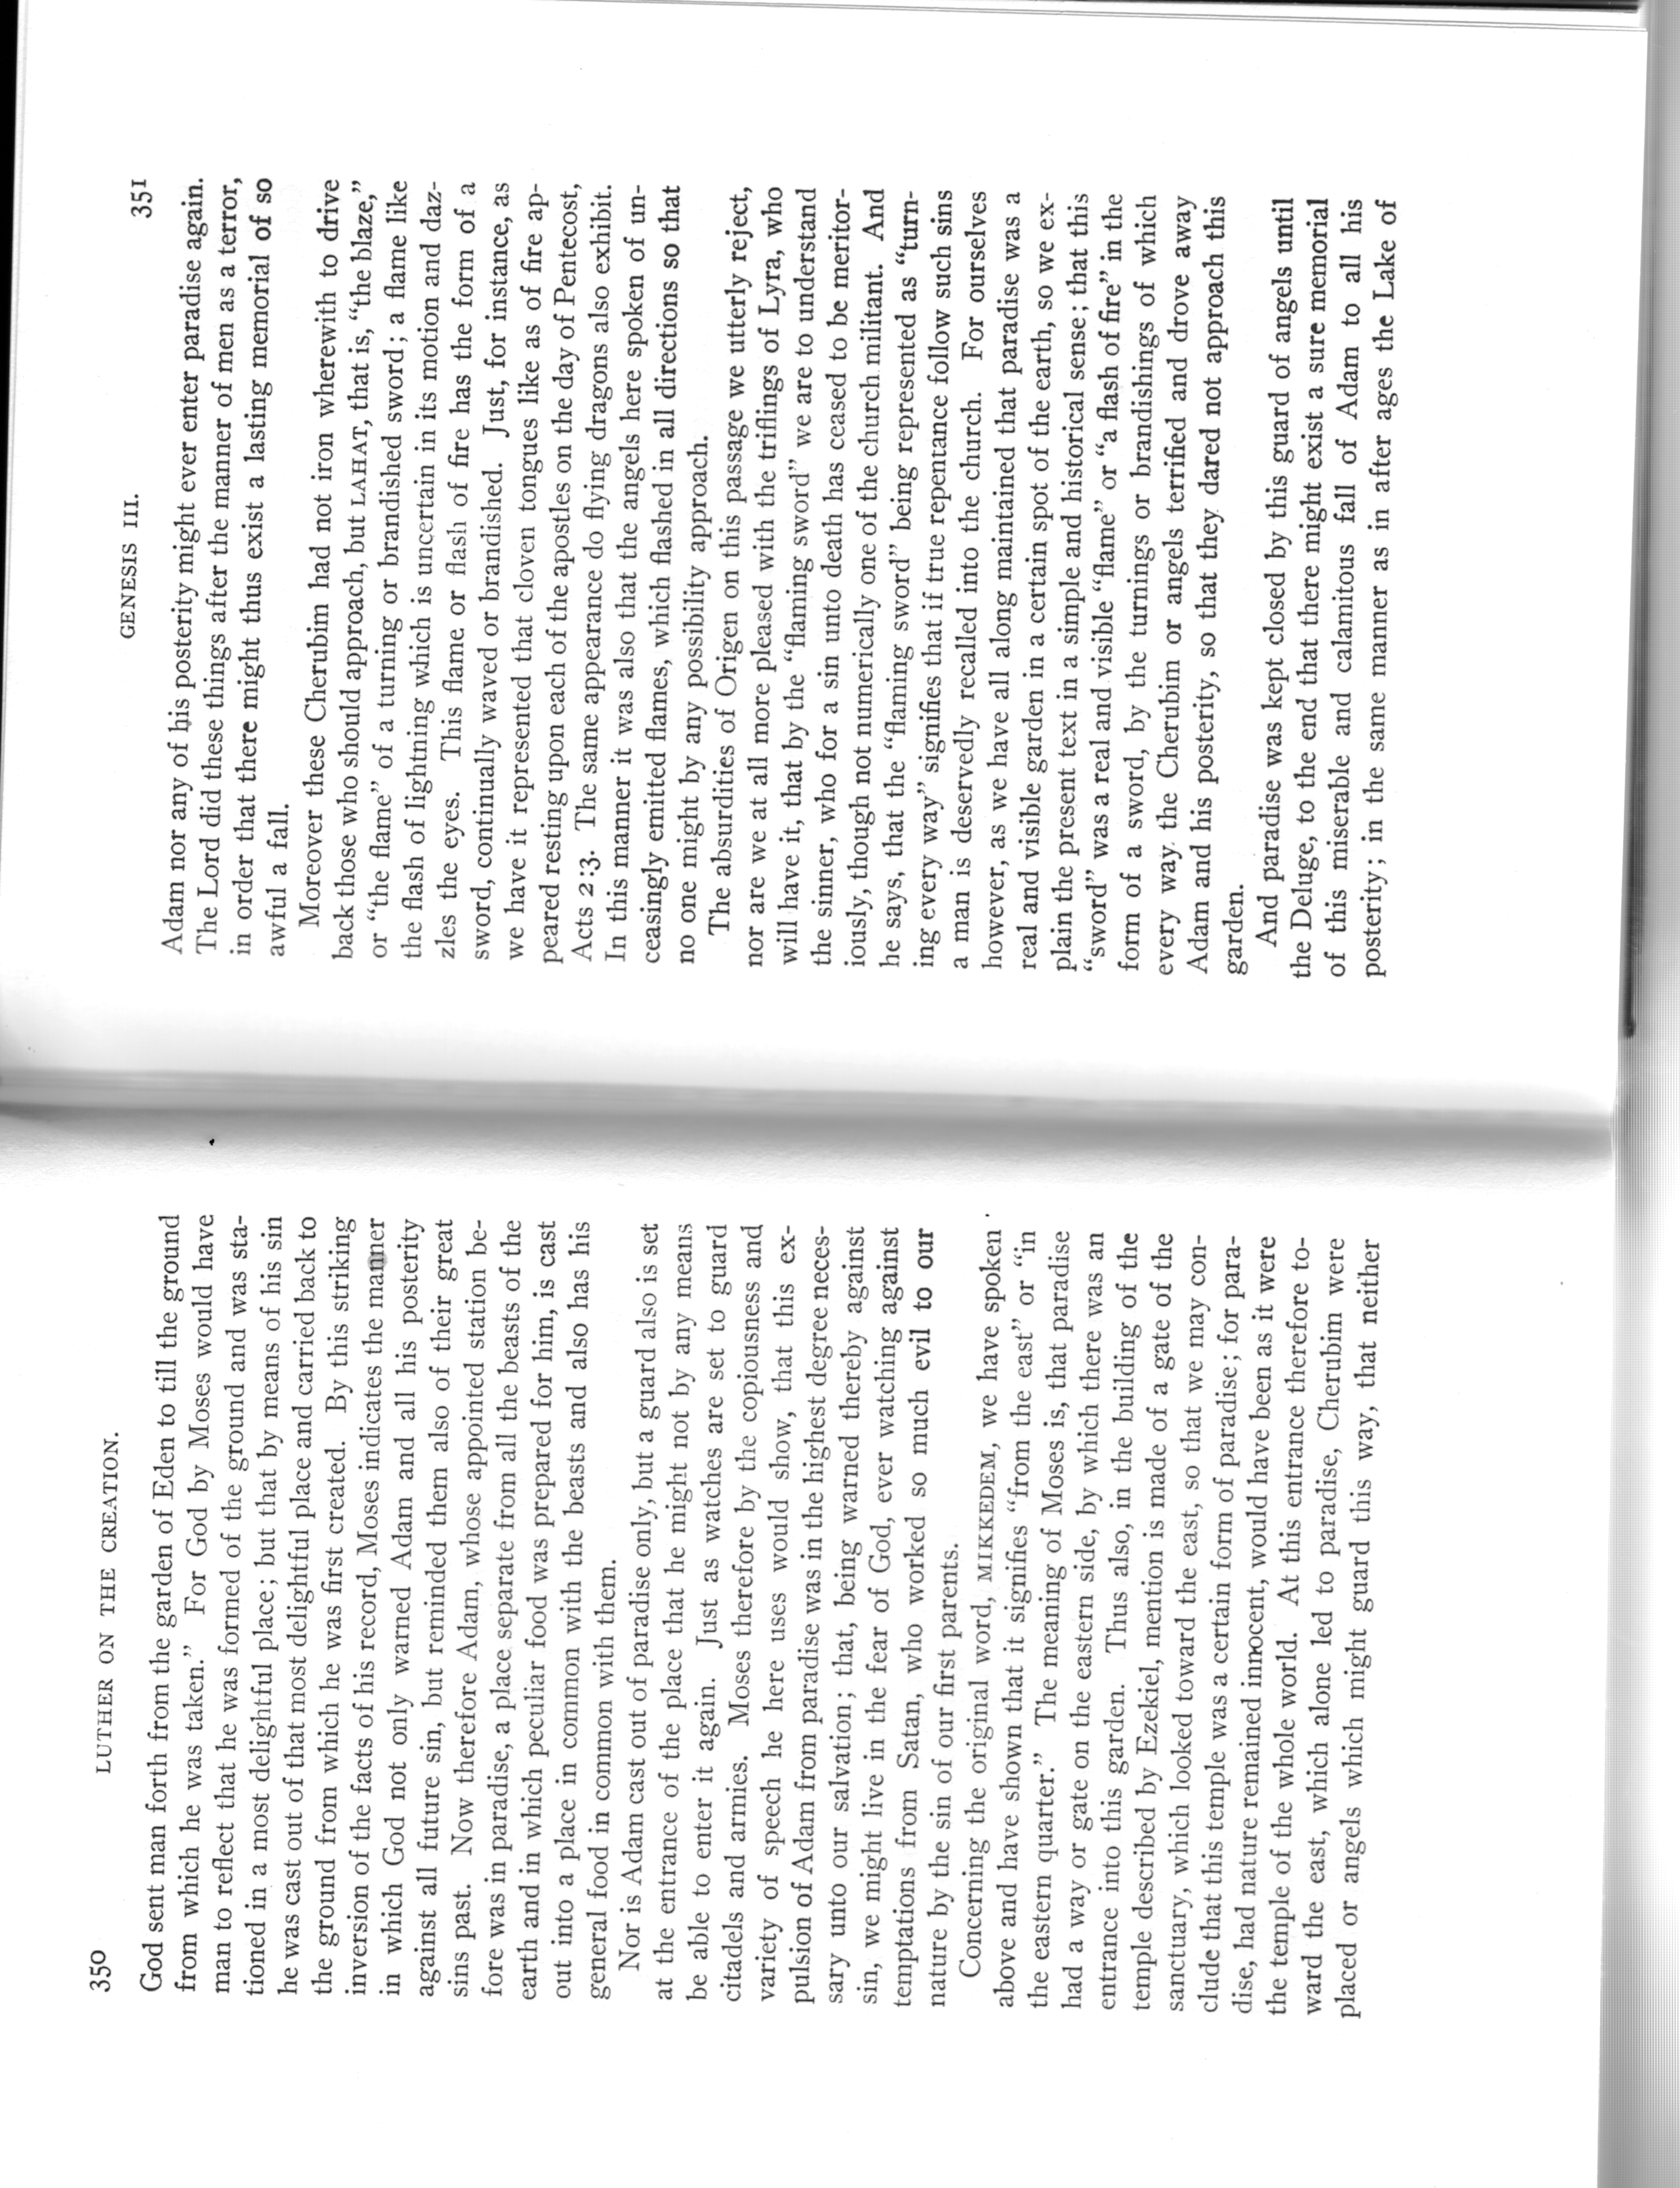 350 LUTHER ON THE CREATION.
God sent man forth from the garden of Eden to till the ground
from which he was taken.” For God by Moses would have
man to reflect that he was formed of the ground and was sta-
tioned in a most delightful place; but that by means of his sin
he was cast out of that most delightful place and carried back to
the ground from which he was first created. By this striking
inversion of the facts of his record, Moses indicates the manner
in which God not only warned Adam and all his posterity
against all future sin, but reminded them also of their great
sins past. Now therefore Adam, whose appointed station be-
fore was in paradise, a place separate from all the beasts of the
earth and in which peculiar food was prepared for him, is cast
out into a place in common with the beasts and also has his
general food in common with them.
Nor is Adam cast out of paradise only, but a guard also is set
at the entrance of the place that he might not by any means
be able to enter it again. Just as watches are set to guard
citadels and armies. Moses therefore by the copiousness and
variety of speech he here uses would show, that this ex-
pulsion of Adam from paradise was in the highest degree neces-
sary unto our salvation; that, being warned thereby against
sin, we might live in the fear of God, ever watching against
temptations from Satan, who worked so much evil to our
nature by the sin of our first parents.
Concerning the original word, MIKKEDEM, we have spoken
above and have shown that it signifies “from the east” or “in
the eastern quarter.” The meaning of Moses is, that paradise
had a way or gate on the eastern side, by which there was an
entrance into this garden. Thus also, in the building of the
temple described by Ezekiel, mention is made of a gate of the
sanctuary, which looked toward the east, so that we may con-
clude that this temple was a certain form of paradise; for para-
dise, had nature remained innocent, would have been as it were
the temple of the whole world. At this entrance therefore to-
ward the east, which alone led to paradise, Cherubim were
placed or angels which might guard this way, that neither
GENESIS III. 351
Adam nor any of his posterity might ever enter paradise again.
The Lord did these things after the manner of men as a terror,
in order that there might thus exist a lasting memorial of so
awful a fall.
Moreover these Cherubim had not iron wherewith to drive
back those who should approach, but LAHAT, that is, “the blaze,”
or “the flame” of a turning or brandished sword; a flame like
the flash of lightning which is uncertain in its motion and daz-
zles the eyes. This flame or flash of fire has the form of a
sword, continually waved or brandished. Just, for instance, as
we have it represented that cloven tongues like as of fire ap-
peared resting upon each of the apostles on the day of Pentecost,
Acts 2:3. The same appearance do flying dragons also exhibit.
In this manner it was also that the angels here spoken of un-
ceasingly emitted flames, which flashed in all directions so that
no one might by any possibility approach.
The absurdities of Origen on this passage we utterly reject,
nor are we at all more pleased with the triflings of Lyra, who
will have it, that by the “flaming sword” we are to understand
the sinner, who for a sin unto death has ceased to be meritor-
iously, though not numerically one of the church militant. And
he says, that the “flaming sword” being represented as “turn-
ing every way” signifies that if true repentance follow such sins
a man is deservedly recalled into the church. For ourselves
however, as we have all along maintained that paradise was a
real and visible garden in a certain spot of the earth, so we ex-
plain the present text in a simple and historical sense; that this
“sword” was a real and visible “flame” or “a flash of fire” in the
form of a sword, by the turnings or brandishings of which
every way the Cherubim or angels terrified and drove away
Adam and his posterity, so that they dared not approach this
garden.
And paradise was kept closed by this guard of angels until
the Deluge, to the end that there might exist a sure memorial
of this miserable and calamitous fall of Adam to all his
posterity; in the same manner as in after ages the Lake of